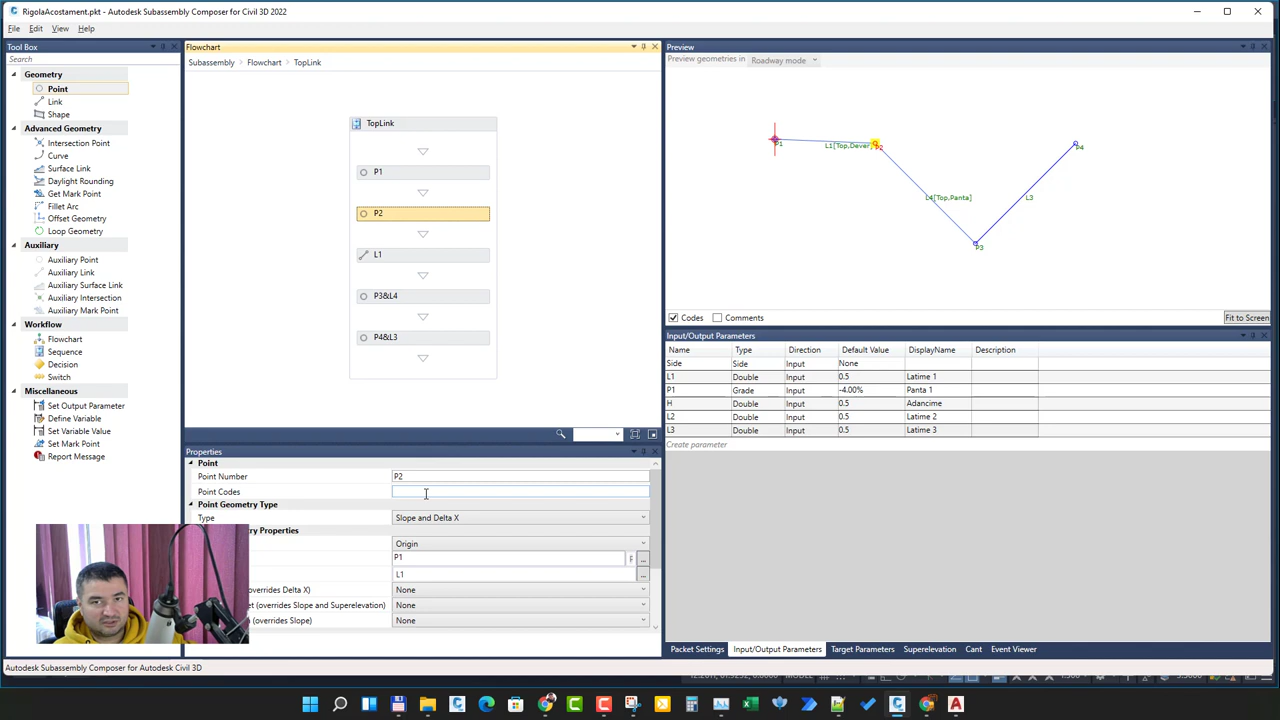 RigolaAcostament.pkt - Autodesk Subassembly Composer for Civil 3D 2022
File Edit View Help
Tool Box
Search
Geometry
Point
Link
Shape
Advanced Geometry
Intersection Point
Curve
Surface Link
Daylight Rounding
Get Mark Point
Fillet Arc
Offset Geometry
Loop Geometry
Auxiliary
Auxiliary Point
Auxiliary Link
Auxiliary Surface Link
Auxiliary Intersection
Auxiliary Mark Point
Workflow
Flowchart
Sequence
Decision
Switch
Miscellaneous
Set Output Parameter
Define Variable
Set Variable Value
Set Mark Point
Report Message
Flowchart
Subassembly > Flowchart > TopLink
TopLink
P1
P2
L1
P3&L4
P4&L3
Properties
Point
Point Number P2
Point Codes
Point Geometry Type
Type Slope and Delta X
Origin
P1
L1
None
None
None
Preview
Preview geometries in Roadway mode
P1
L1[Top,Dever]
P2
P4
L4[Top,Panta]
L3
P3
Codes Comments Fit to Screen
Input/Output Parameters
Name Type Direction Default Value DisplayName Description
Side Side Input None
L1 Double Input 0.5 Latime 1
P1 Grade Input -4.00% Panta 1
H Double Input 0.5 Adancime
L2 Double Input 0.5 Latime 2
L3 Double Input 0.5 Latime 3
Create parameter
Packet Settings Input/Output Parameters Target Parameters Superelevation Cant Event Viewer
Autodesk Subassembly Composer for Autodesk Civil 3D